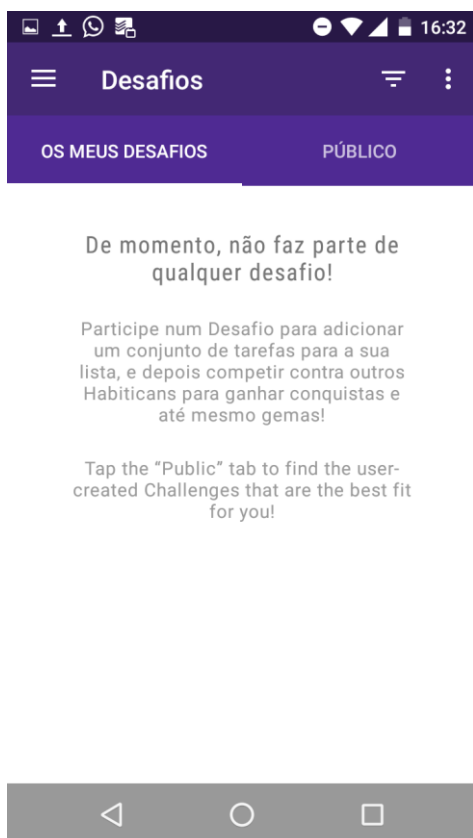 16:32
Desafios
OS MEUS DESAFIOS PÚBLICO
De momento, não faz parte de
qualquer desafio!
Participe num Desafio para adicionar
um conjunto de tarefas para a sua
lista, e depois competir contra outros
Habiticans para ganhar conquistas e
até mesmo gemas!
Tap the “Public” tab to find the user-
created Challenges that are the best fit
for you!